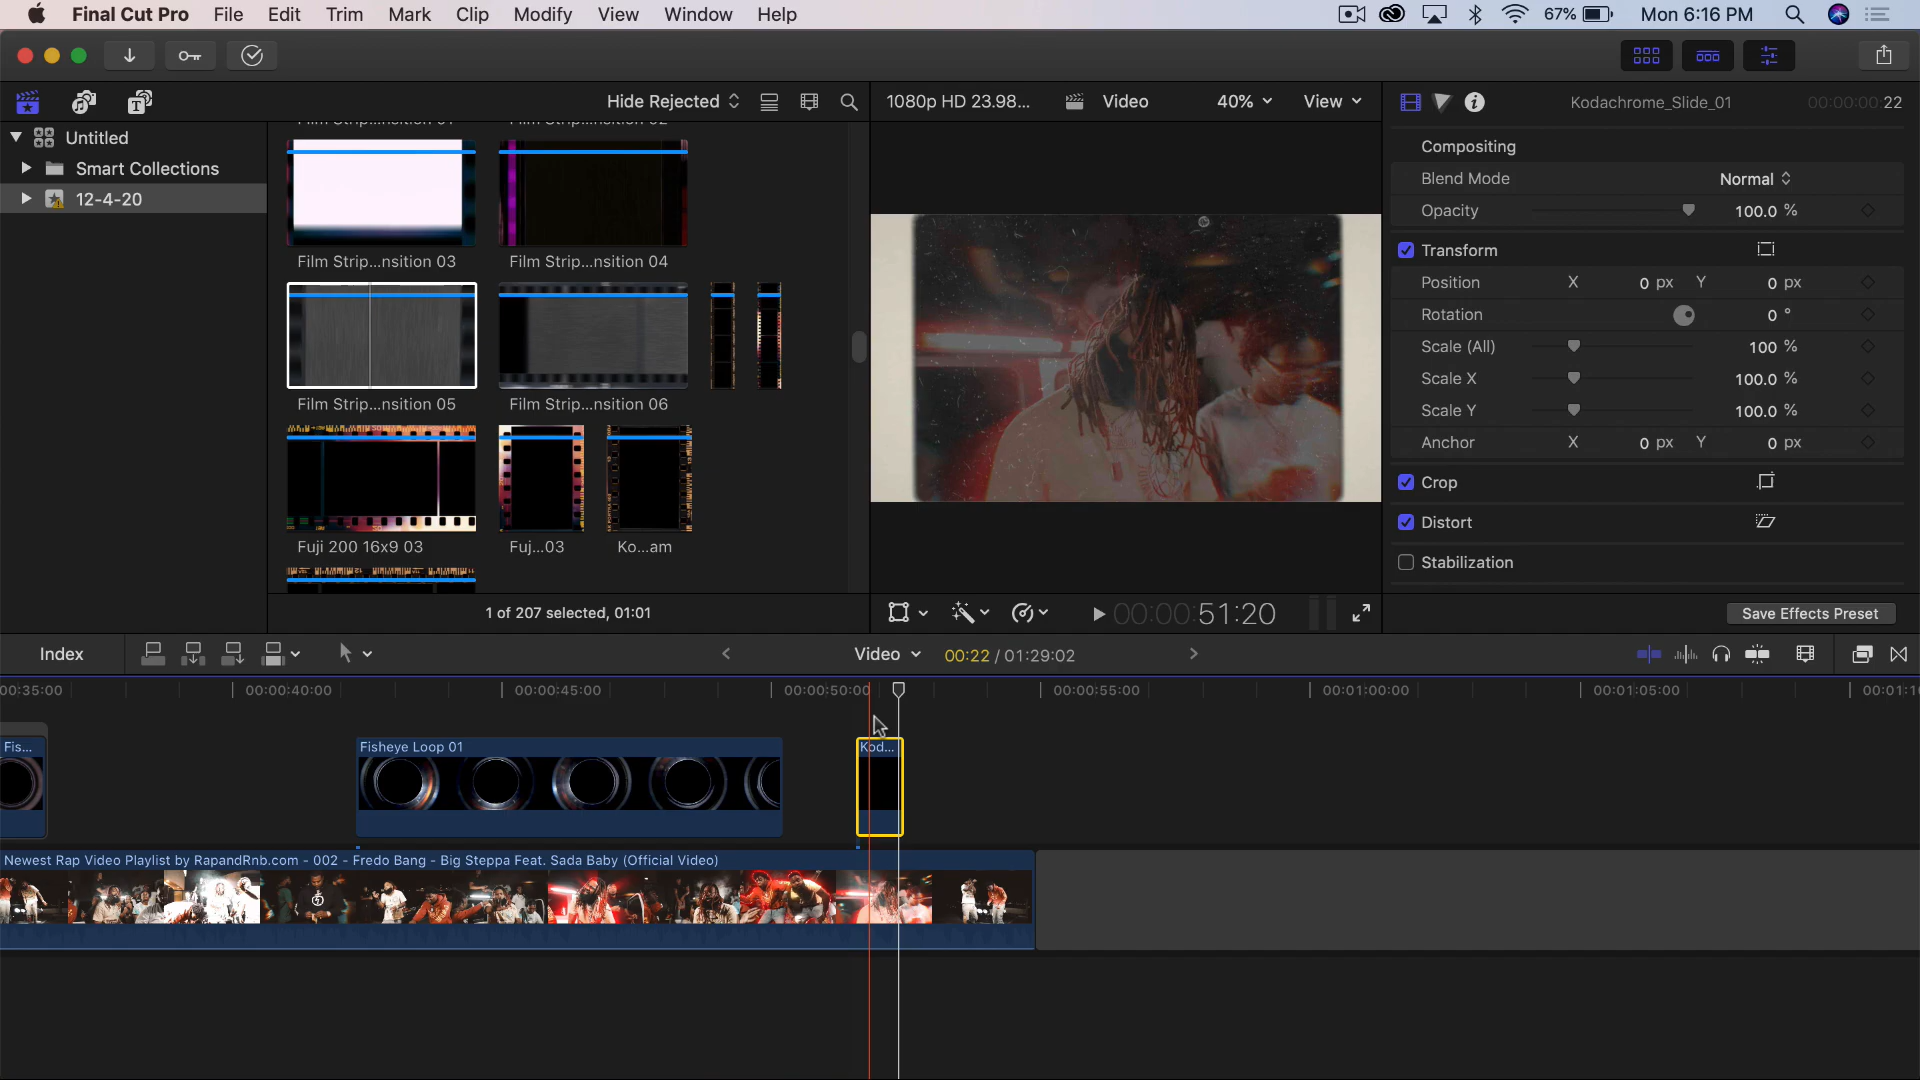 Final Cut Pro File Edit Trim Mark Clip Modify View Window Help 67% Mon 6:16 PM
Hide Rejected 1080p HD 23.98... Video 40% View Kodachrome_Slide_01 00:00:00:22
Untitled
Smart Collections
12-4-20
Film Strip...nsition 03 Film Strip...nsition 04
Film Strip...nsition 05 Film Strip...nsition 06
Fuji 200 16x9 03 Fuj...03 Ko...am
1 of 207 selected, 01:01
00:00:00:51:20
Compositing
Blend Mode Normal
Opacity 100.0 %
Transform
Position X 0 px Y 0 px
Rotation 0 °
Scale (All) 100 %
Scale X 100.0 %
Scale Y 100.0 %
Anchor X 0 px Y 0 px
Crop
Distort
Stabilization
Save Effects Preset
Index Video 00:22 / 01:29:02
00:35:00 00:00:40:00 00:00:45:00 00:00:50:00 00:00:55:00 00:01:00:00 00:01:05:00 00:01:1
Fis... Fisheye Loop 01 Kod...
Newest Rap Video Playlist by RapandRnb.com - 002 - Fredo Bang - Big Steppa Feat. Sada Baby (Official Video)